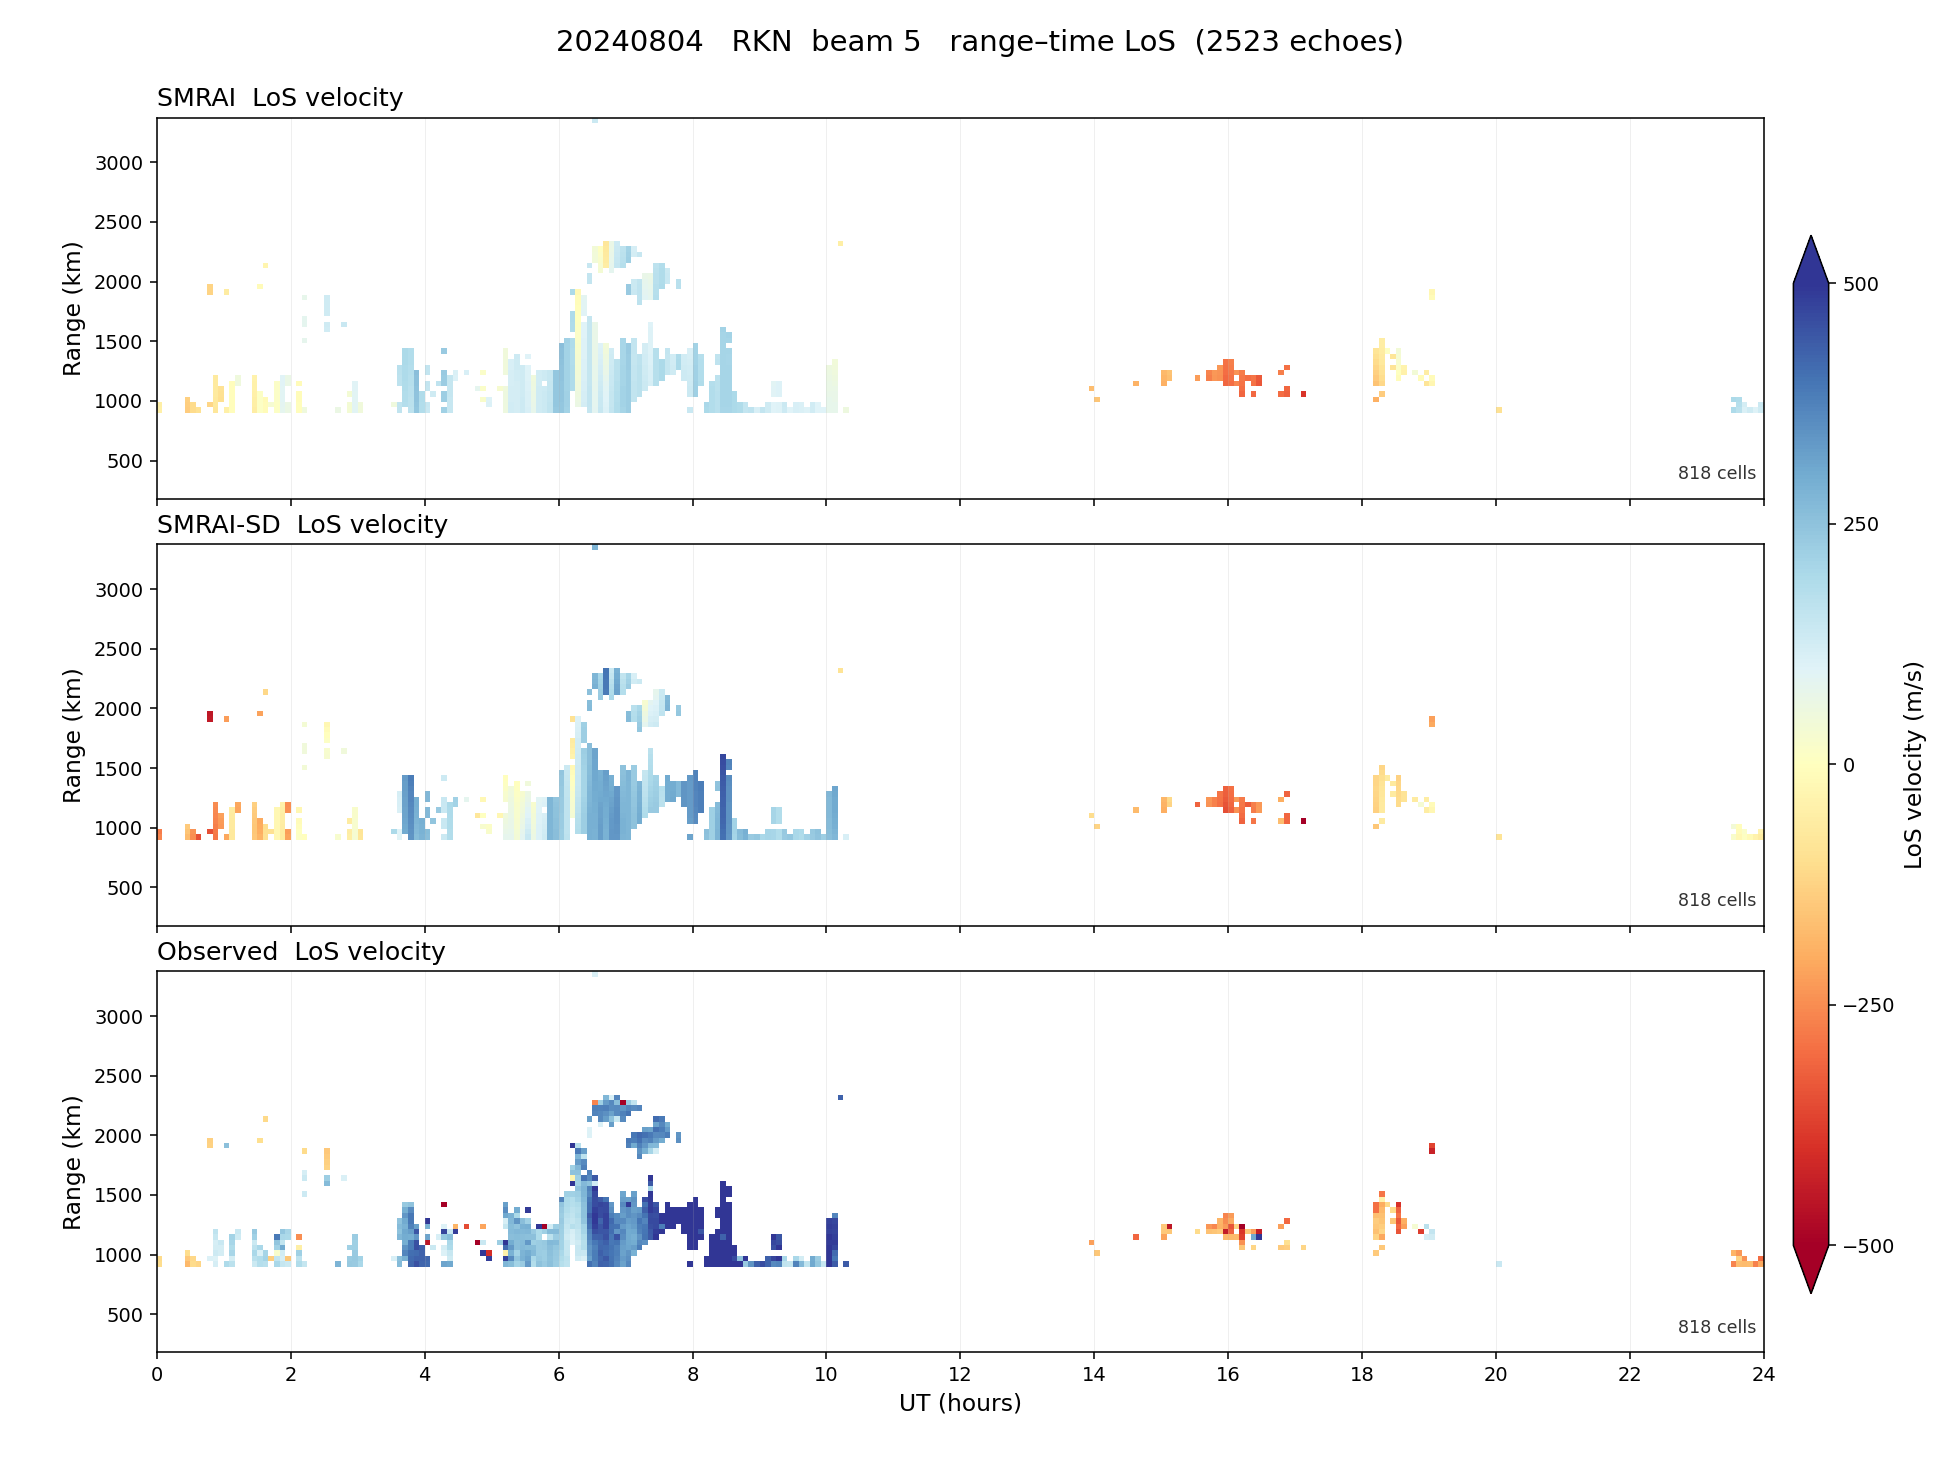 20240804   RKN  beam 5   range–time LoS  (2523 echoes)
SMRAI  LoS velocity
3000
2500
2000
1500
1000
500
Range (km)
818 cells
SMRAI-SD  LoS velocity
3000
2500
2000
1500
1000
500
Range (km)
818 cells
Observed  LoS velocity
3000
2500
2000
1500
1000
500
Range (km)
818 cells
0 2 4 6 8 10 12 14 16 18 20 22 24
UT (hours)
500
250
0
−250
−500
LoS velocity (m/s)